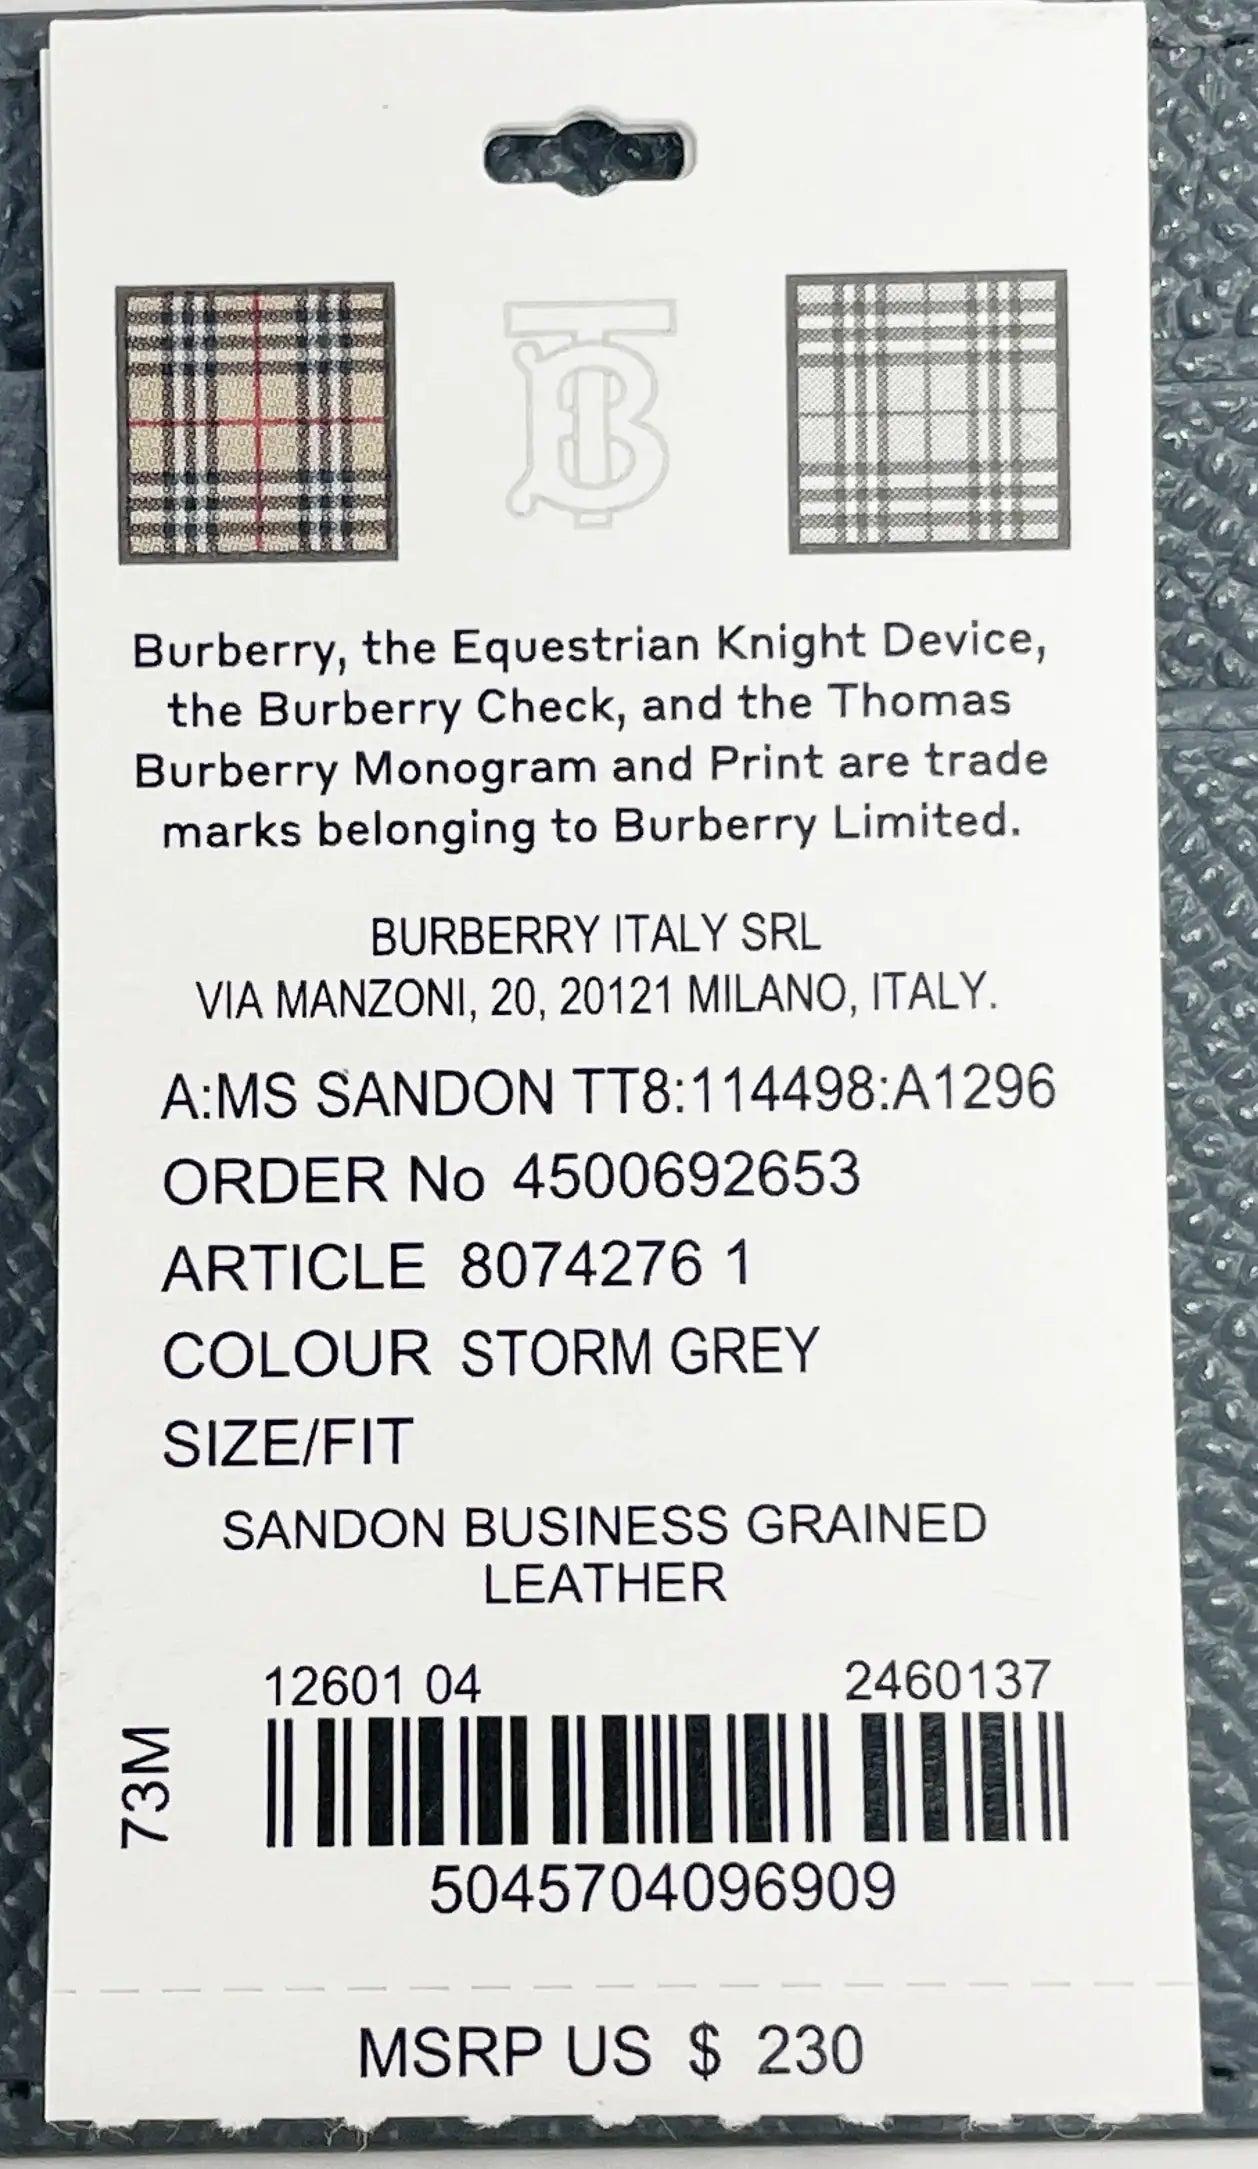 TB
Burberry, the Equestrian Knight Device,
the Burberry Check, and the Thomas
Burberry Monogram and Print are trade
marks belonging to Burberry Limited.
BURBERRY ITALY SRL
VIA MANZONI, 20, 20121 MILANO, ITALY.
A:MS SANDON TT8:114498:A1296
ORDER No 4500692653
ARTICLE 8074276 1
COLOUR STORM GREY
SIZE/FIT
SANDON BUSINESS GRAINED
LEATHER
12601 04 2460137
73M
5045704096909
MSRP US $ 230